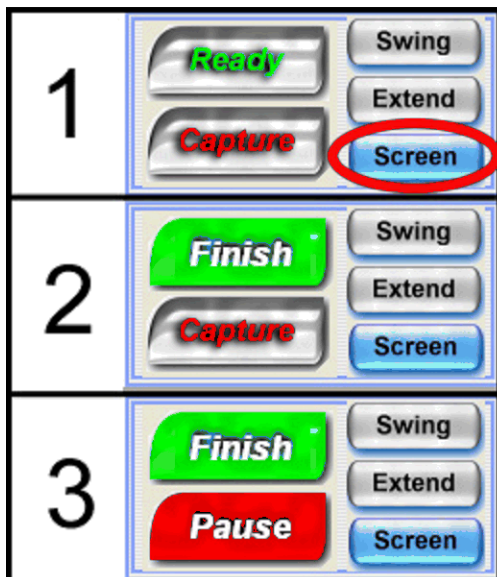 1
Ready
Capture
Swing
Extend
Screen
2
Finish
Capture
Swing
Extend
Screen
3
Finish
Pause
Swing
Extend
Screen